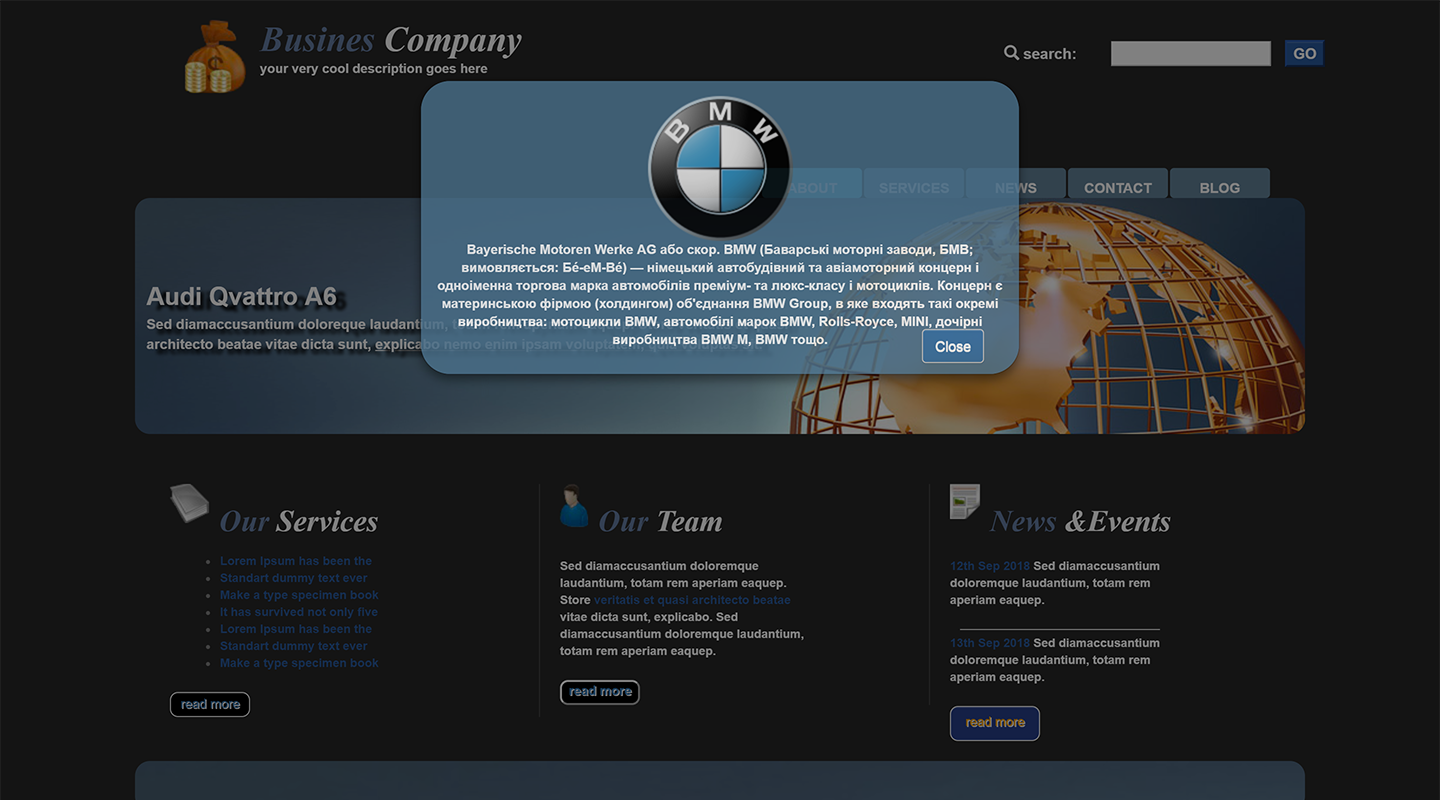 Busines Company
your very cool description goes here
search:
GO
BMW
ABOUT
SERVICES
NEWS
CONTACT
BLOG
Bayerische Motoren Werke AG або скор. BMW (Баварські моторні заводи, БМВ;
вимовляється: Бé-еМ-Вé) — німецький автобудівний та авіамоторний концерн і
одноіменна торгова марка автомобілів преміум- та люкс-класу і мотоциклів. Концерн є
материнською фірмою (холдингом) об'єднання BMW Group, в яке входять такі окремі
виробництва: мотоцикли BMW, автомобілі марок BMW, Rolls-Royce, MINI, дочірні
виробництва BMW M, BMW тощо.
Close
Audi Qvattro A6
Sed diamaccusantium doloreque laudantium,
architecto beatae vitae dicta sunt, explicabo nemo enim ipsam voluptatem,
Our Services
Lorem Ipsum has been the
Standart dummy text ever
Make a type specimen book
It has survived not only five
Lorem Ipsum has been the
Standart dummy text ever
Make a type specimen book
read more
Our Team
Sed diamaccusantium doloremque
laudantium, totam rem aperiam eaquep.
Store veritatis et quasi architecto beatae
vitae dicta sunt, explicabo. Sed
diamaccusantium doloremque laudantium,
totam rem aperiam eaquep.
read more
News &Events
12th Sep 2018 Sed diamaccusantium
doloremque laudantium, totam rem
aperiam eaquep.
13th Sep 2018 Sed diamaccusantium
doloremque laudantium, totam rem
aperiam eaquep.
read more